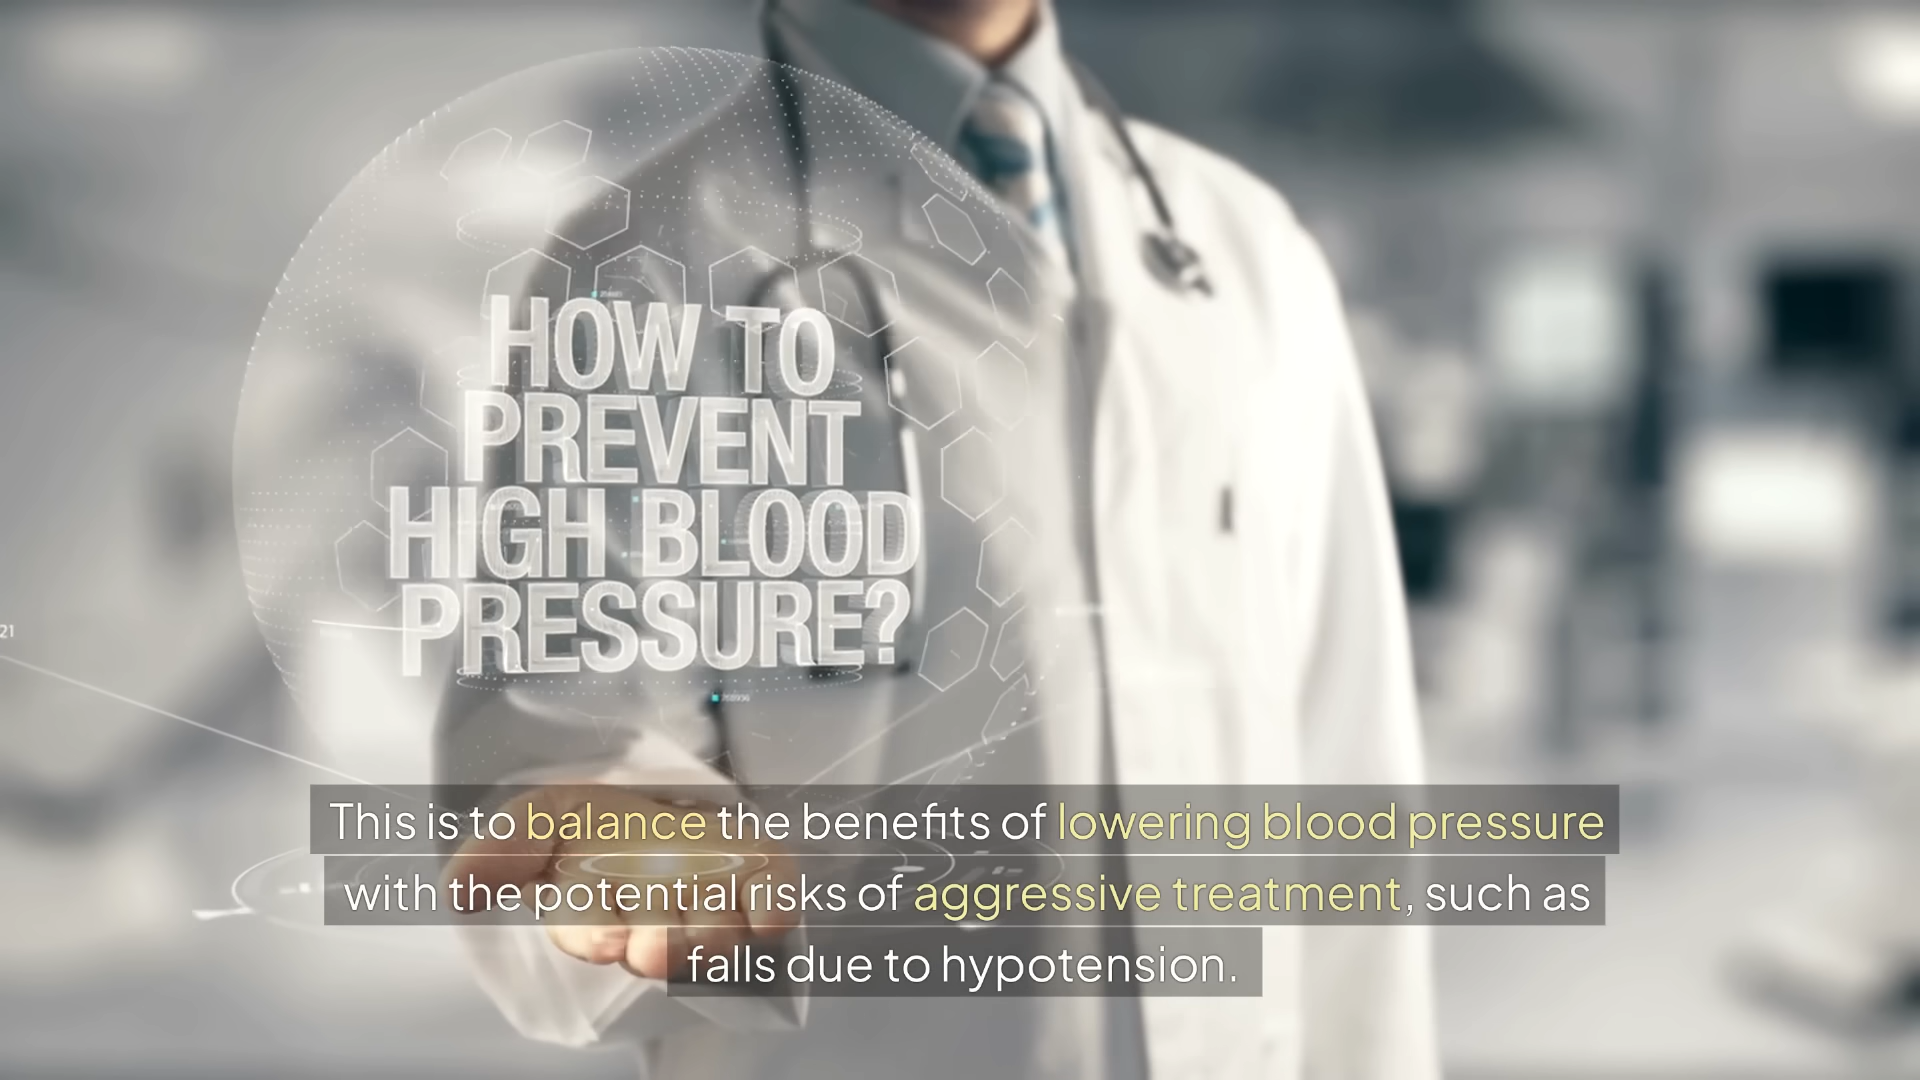 HOW TO
PREVENT
HIGH BLOOD
PRESSURE?
21
This is to balance the benefits of lowering blood pressure
with the potential risks of aggressive treatment, such as
falls due to hypotension.